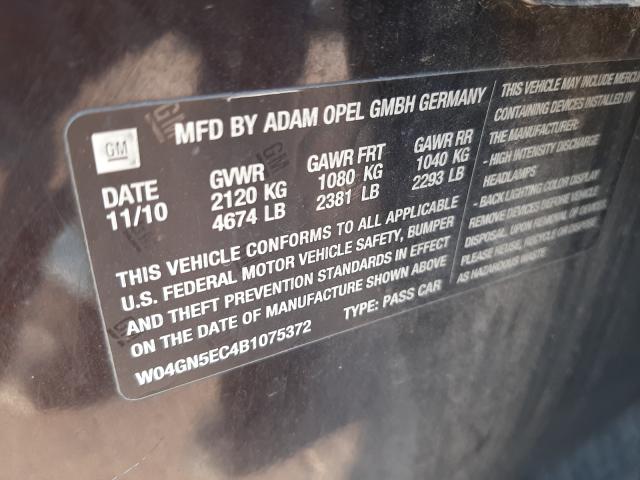 GM
MFD BY ADAM OPEL GMBH GERMANY
DATE GVWR GAWR FRT GAWR RR
11/10 2120 KG 1080 KG 1040 KG
4674 LB 2381 LB 2293 LB
THIS VEHICLE CONFORMS TO ALL APPLICABLE
U.S. FEDERAL MOTOR VEHICLE SAFETY, BUMPER
AND THEFT PREVENTION STANDARDS IN EFFECT
ON THE DATE OF MANUFACTURE SHOWN ABOVE
W04GN5EC4B1075372 TYPE: PASS CAR
THIS VEHICLE MAY INCLUDE
CONTAINING DEVICES INSTALLED BY
THE MANUFACTURER:
- HIGH INTENSITY DISCHARGE
HEADLAMPS
- BACK LIGHTING COLOR DISPLAY
REMOVE DEVICES BEFORE VEHICLE
DISPOSAL. UPON REMOVAL OF DEVICES
PLEASE REUSE, RECYCLE OR DISPOSE
AS HAZARDOUS WASTE